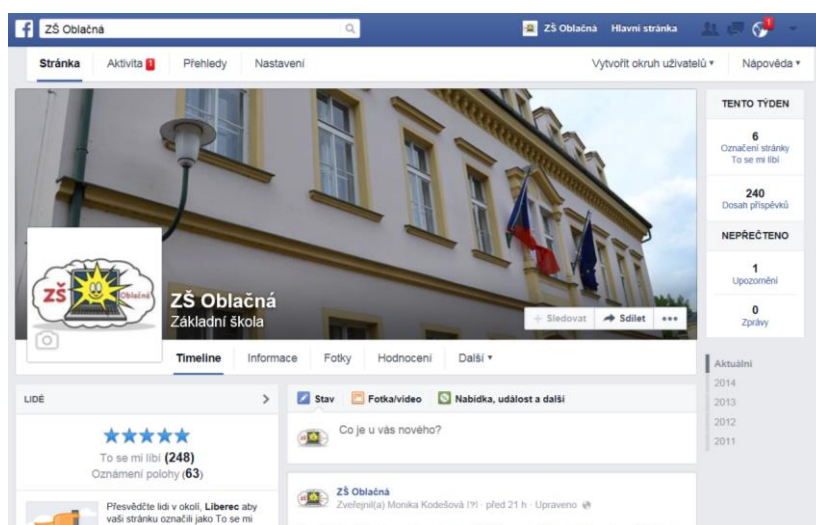 ZŠ Oblačná
ZŠ Oblačná Hlavní stránka 1
Stránka Aktivita 1 Přehledy Nastavení Vytvořit okruh uživatelů Nápověda
TENTO TÝDEN
6
Označení stránky
To se mi líbí
240
Dosah příspěvků
NEPŘEČTENO
1
Upozornění
0
Zprávy
ZŠ Oblačná
ZŠ Oblačná
Základní škola
+ Sledovat Sdílet •••
Timeline Informace Fotky Hodnocení Další
Aktuální
2014
2013
2012
2011
LIDÉ >
To se mi líbí (248)
Oznámení polohy (63)
Přesvědčte lidi v okolí, Liberec aby
vaši stránku označili jako To se mi
Stav Fotka/video Nabídka, událost a další
Co je u vás nového?
ZŠ Oblačná
Zveřejnil(a) Monika Kodešová [?] · před 21 h · Upraveno